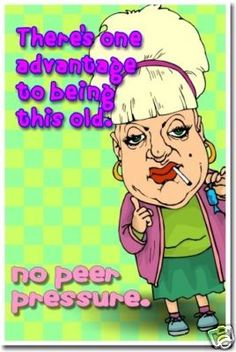 There's one
advantage
to being
this old.
no peer
pressure.